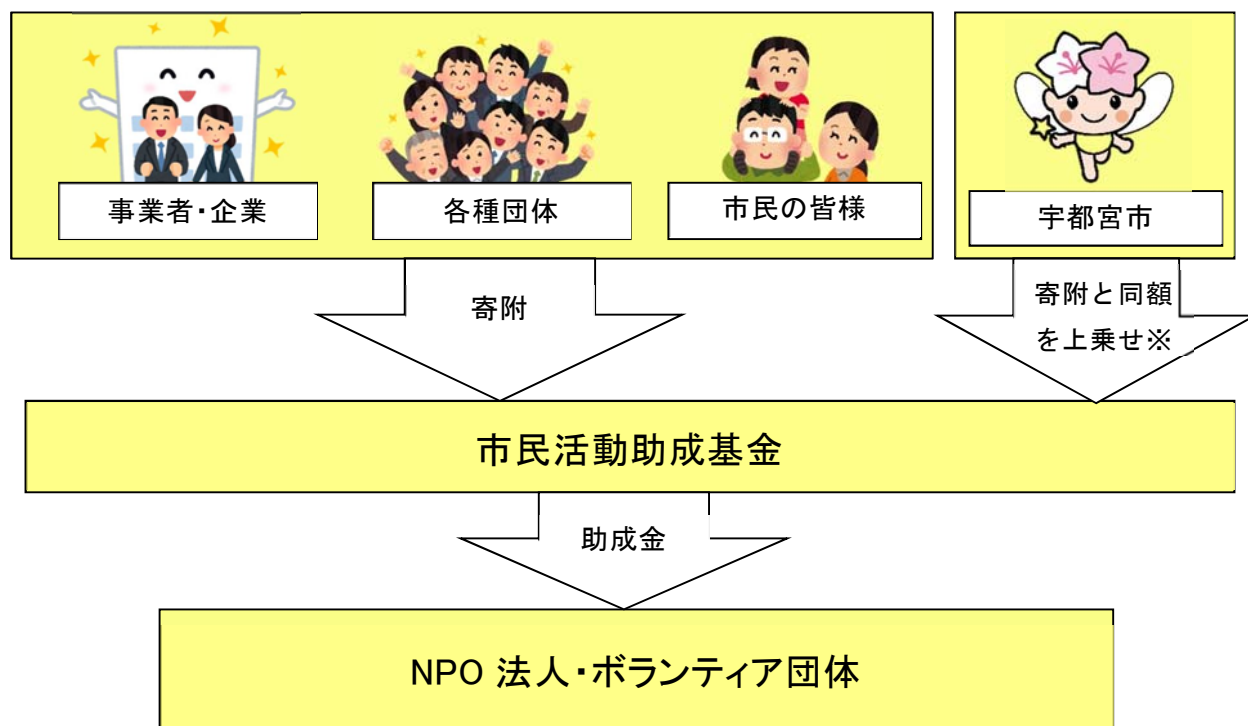 事業者・企業
各種団体
市民の皆様
宇都宮市
寄附
寄附と同額
を上乗せ※
市民活動助成基金
助成金
NPO 法人・ボランティア団体